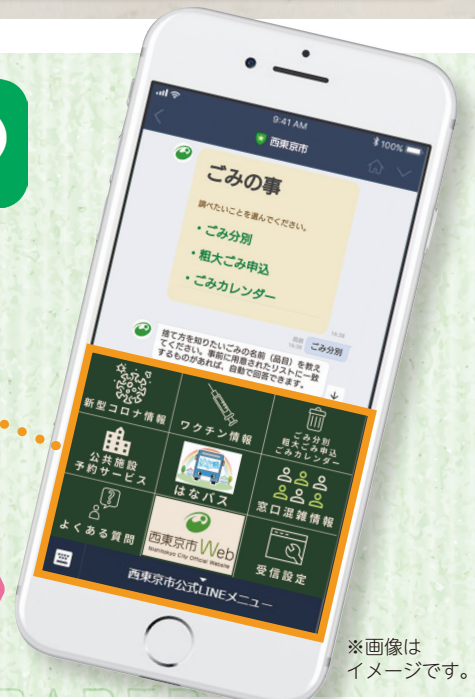 9:41 AM
100%
西東京市
ごみの事
調べたいことを選んでください。
・ごみ分別
・粗大ごみ申込
・ごみカレンダー
16:38
既読
16:38
ごみ分別
捨て方を知りたいごみの名前（品目）を教え
てください。事前に用意されたリストに一致
するものがあれば、自動で回答できます。
新型コロナ情報
ワクチン情報
ごみ分別
粗大ごみ申込
ごみカレンダー
公共施設
予約サービス
はなバス
窓口混雑情報
よくある質問
西東京市Web
Nishitokyo City Official Website
受信設定
西東京市公式LINEメニュー
※画像は
イメージです。